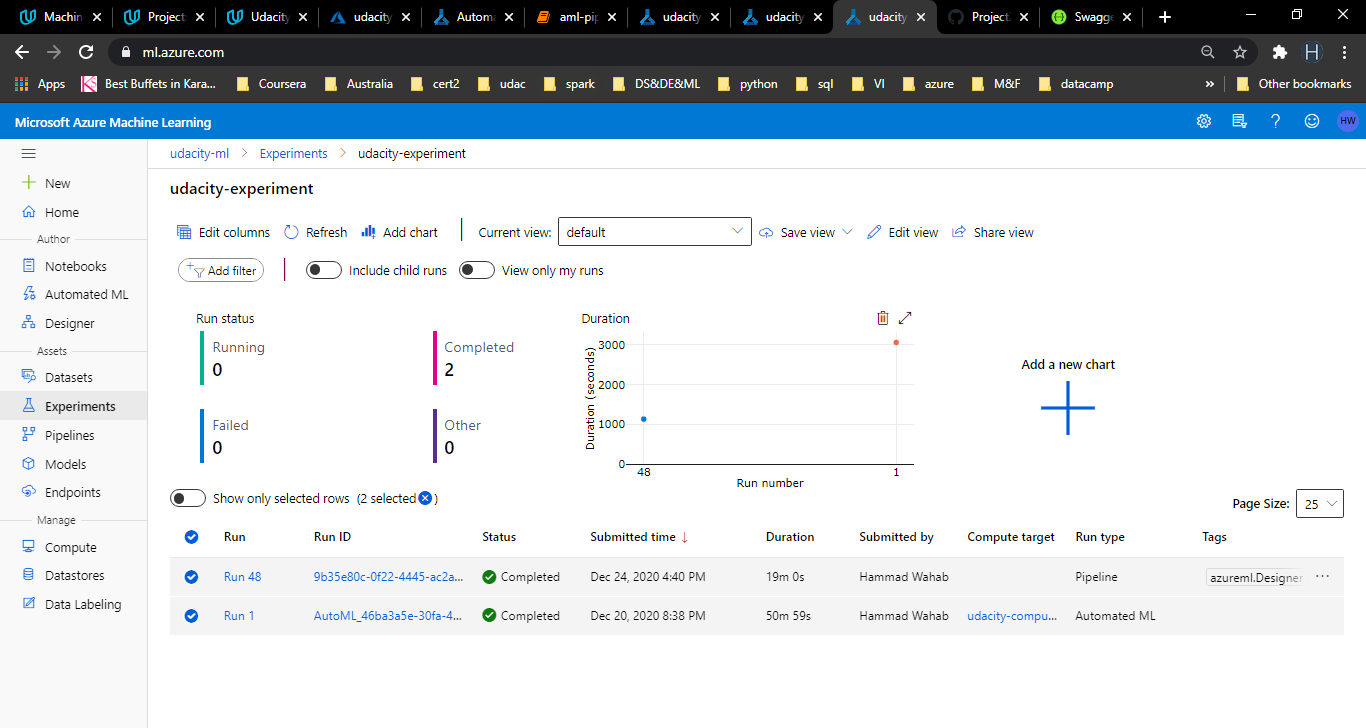 Machin Project: Udacity udacity Automa aml-pip udacity udacity udacity Project: Swagge
ml.azure.com
Apps Best Buffets in Kara... Coursera Australia cert2 udac spark DS&DE&ML python sql VI azure M&F datacamp » Other bookmarks
Microsoft Azure Machine Learning HW
udacity-ml > Experiments > udacity-experiment
New
Home
Author
Notebooks
Automated ML
Designer
Assets
Datasets
Experiments
Pipelines
Models
Endpoints
Manage
Compute
Datastores
Data Labeling
udacity-experiment
Edit columns Refresh Add chart Current view: default Save view Edit view Share view
Add filter Include child runs View only my runs
Run status
Running
0
Completed
2
Failed
0
Other
0
Duration
Duration (seconds)
3000
2000
1000
0
48 1
Run number
Add a new chart
Show only selected rows (2 selected )
Page Size: 25
Run Run ID Status Submitted time ↓ Duration Submitted by Compute target Run type Tags
Run 48 9b35e80c-0f22-4445-ac2a... Completed Dec 24, 2020 4:40 PM 19m 0s Hammad Wahab Pipeline azureml.Designer ...
Run 1 AutoML_46ba3a5e-30fa-4... Completed Dec 20, 2020 8:38 PM 50m 59s Hammad Wahab udacity-compu... Automated ML